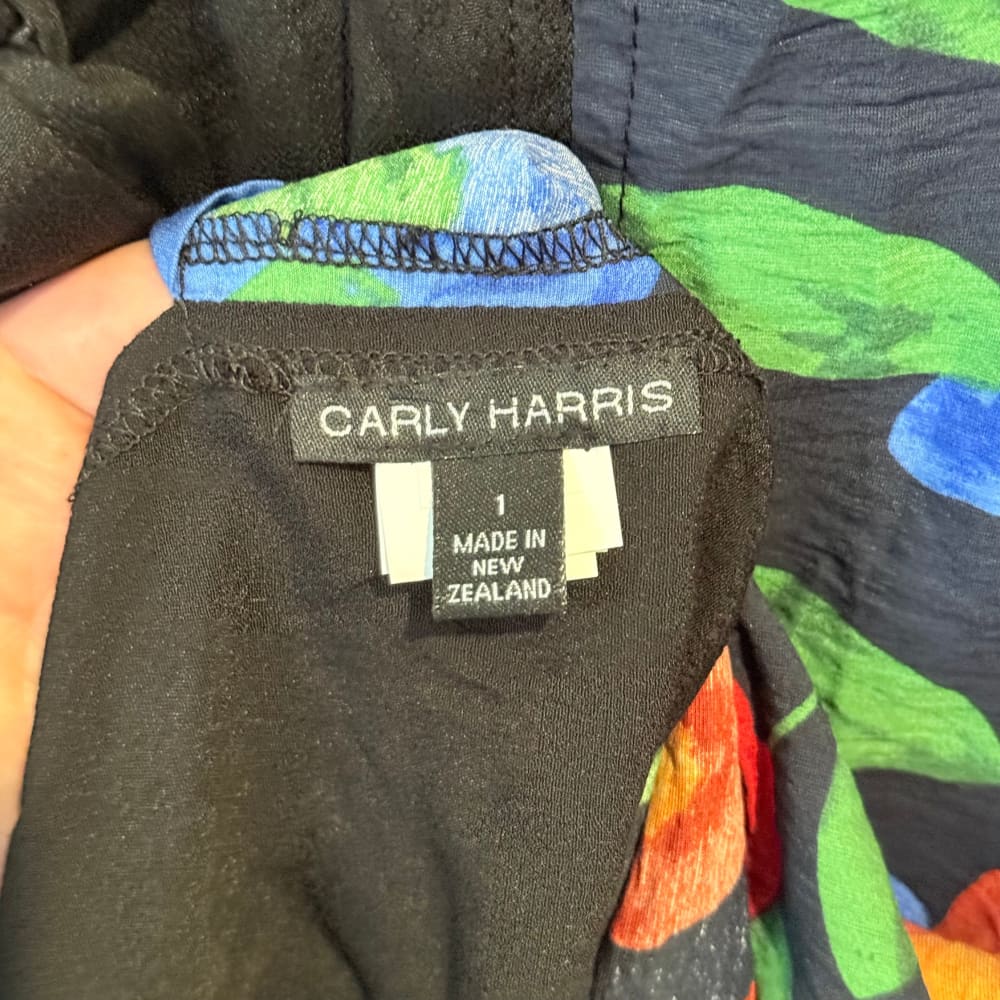 CARLY HARRIS
1
MADE IN
NEW
ZEALAND